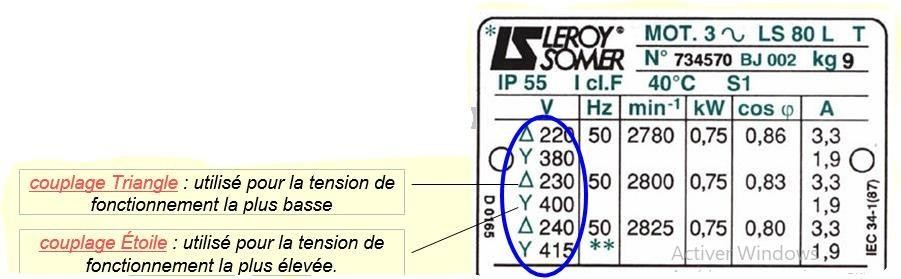 * LS LEROY® SOMER MOT. 3 ~ LS 80 L T
N° 734570 BJ 002 kg 9
IP 55 I cl.F 40°C S1
V Hz min-1 kW cos φ A
Δ 220 50 2780 0,75 0,86 3,3
Y 380 1,9
Δ 230 50 2800 0,75 0,83 3,3
Y 400 1,9
Δ 240 50 2825 0,75 0,80 3,3
Y 415 ** 1,9
D 0165
IEC 34-1(87)
couplage Triangle : utilisé pour la tension de
fonctionnement la plus basse
couplage Étoile : utilisé pour la tension de
fonctionnement la plus élevée.
Activer Windows